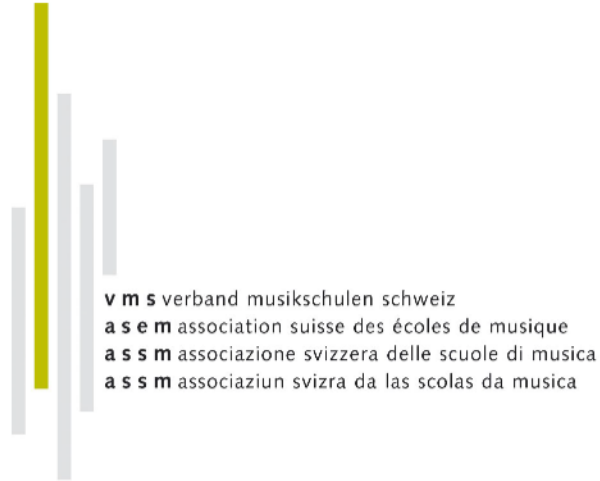 v m s verband musikschulen schweiz
a s e m association suisse des écoles de musique
a s s m associazione svizzera delle scuole di musica
a s s m associaziun svizra da las scolas da musica